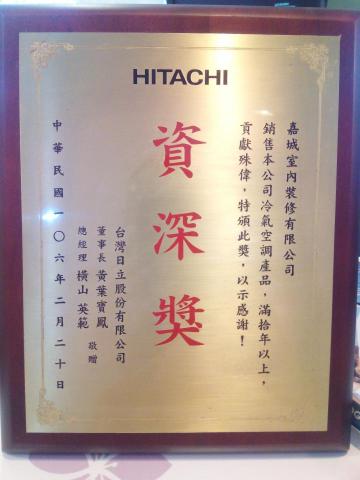 HITACHI
嘉城室內裝修有限公司
銷售本公司冷氣空調產品，滿拾年以上，
貢獻殊偉，特頒此獎，以示感謝！
資深獎
台灣日立股份有限公司
董事長 黃葉寶鳳
總經理 橫山英範
敬贈
中華民國一〇六年二月二十日